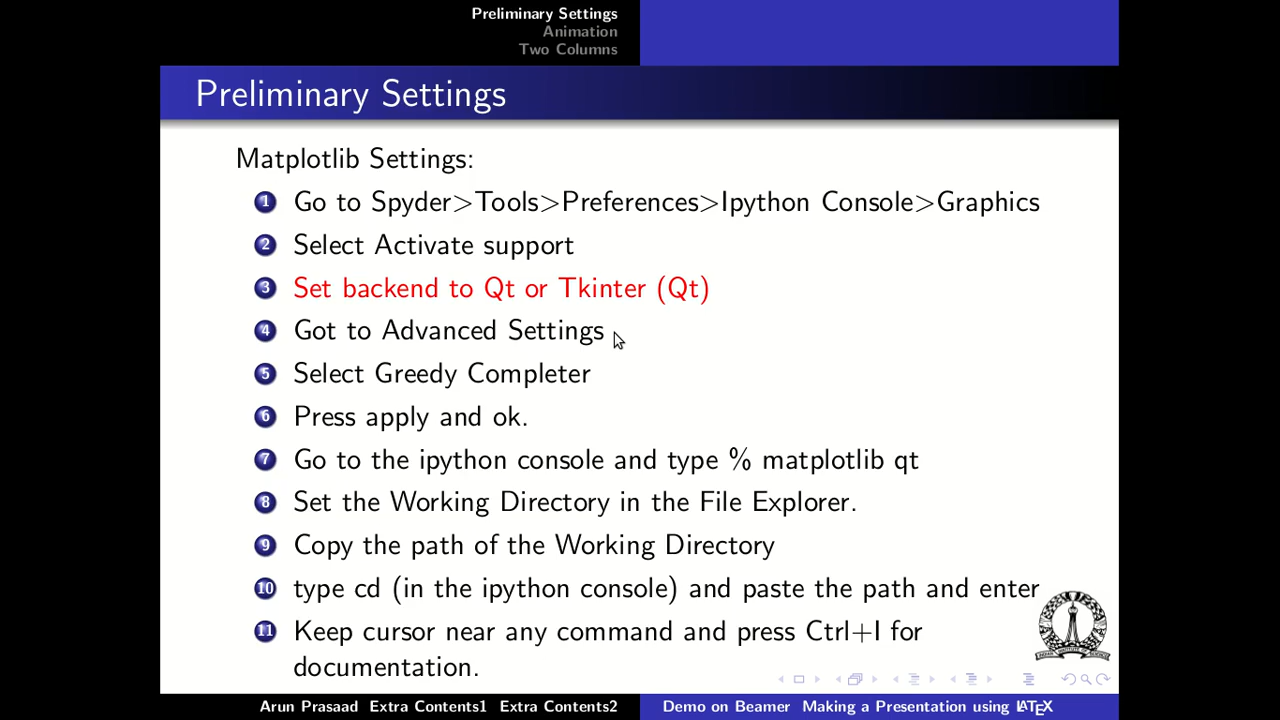 Preliminary Settings
Animation
Two Columns
Preliminary Settings
Matplotlib Settings:
1 Go to Spyder>Tools>Preferences>Ipython Console>Graphics
2 Select Activate support
3 Set backend to Qt or Tkinter (Qt)
4 Got to Advanced Settings
5 Select Greedy Completer
6 Press apply and ok.
7 Go to the ipython console and type % matplotlib qt
8 Set the Working Directory in the File Explorer.
9 Copy the path of the Working Directory
10 type cd (in the ipython console) and paste the path and enter
11 Keep cursor near any command and press Ctrl+I for
documentation.
Arun Prasaad Extra Contents1 Extra Contents2 Demo on Beamer Making a Presentation using LATEX